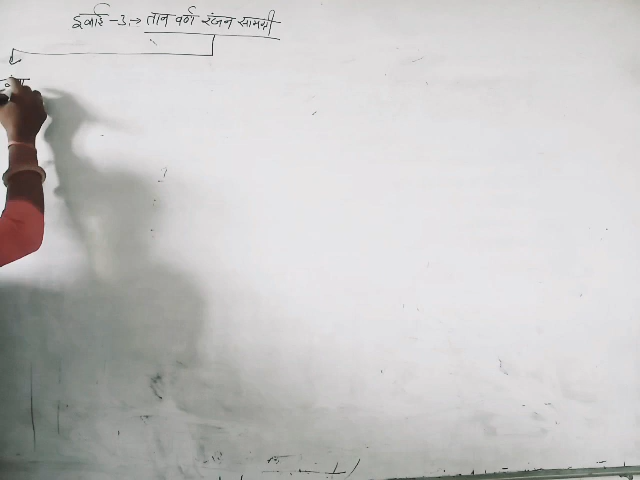 इकाई -3 → तान वर्ण रंजन सामग्री